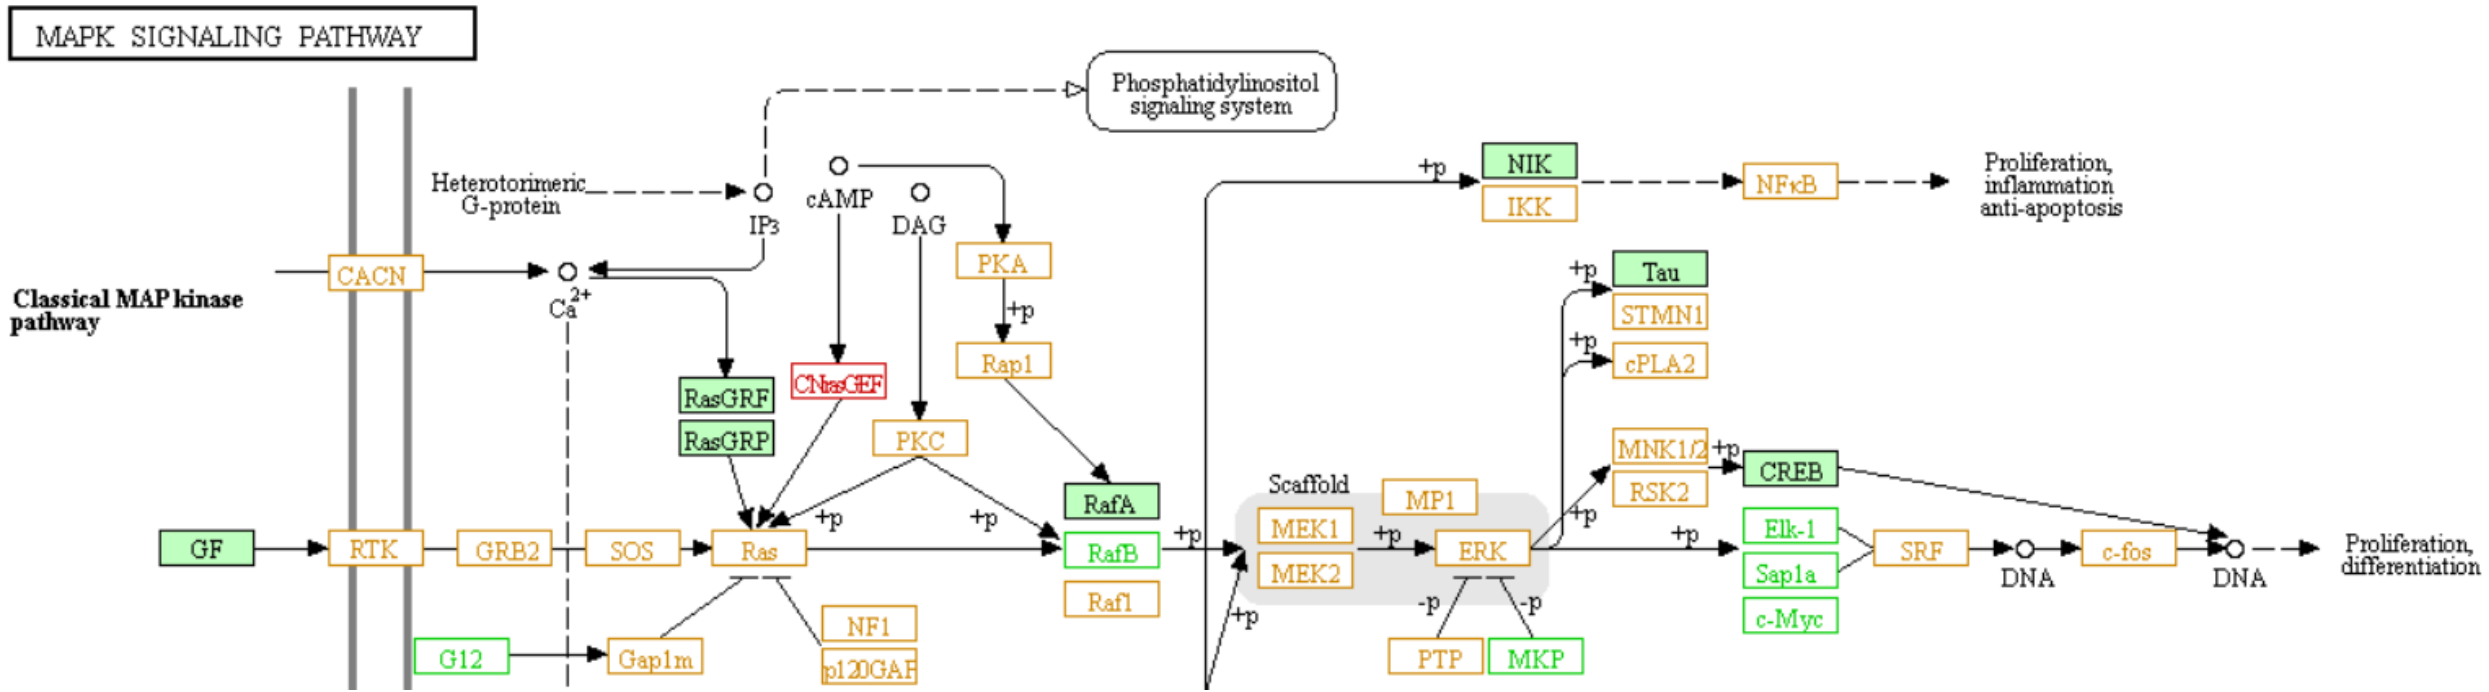 MAPK SIGNALING PATHWAY
Phosphatidylinositol
signaling system
Heterotorimeric
G-protein
IP3
cAMP
DAG
+p
NIK
IKK
NFκB
Proliferation,
inflammation
anti-apoptosis
CACN
Ca2+
PKA
+p
Rap1
Classical MAP kinase
pathway
RasGRF
RasGRP
CNrasGEF
PKC
+p
Tau
STMN1
+p
cPLA2
RafA
RafB
Raf1
Scaffold
MP1
MEK1
MEK2
MNK1/2
RSK2
+p
CREB
GF
RTK
GRB2
SOS
Ras
+p
+p
+p
+p
ERK
+p
+p
Elk-1
Sap1a
c-Myc
SRF
DNA
c-fos
DNA
Proliferation,
differentiation
G12
Gap1m
NF1
p120GAP
+p
-p
-p
PTP
MKP